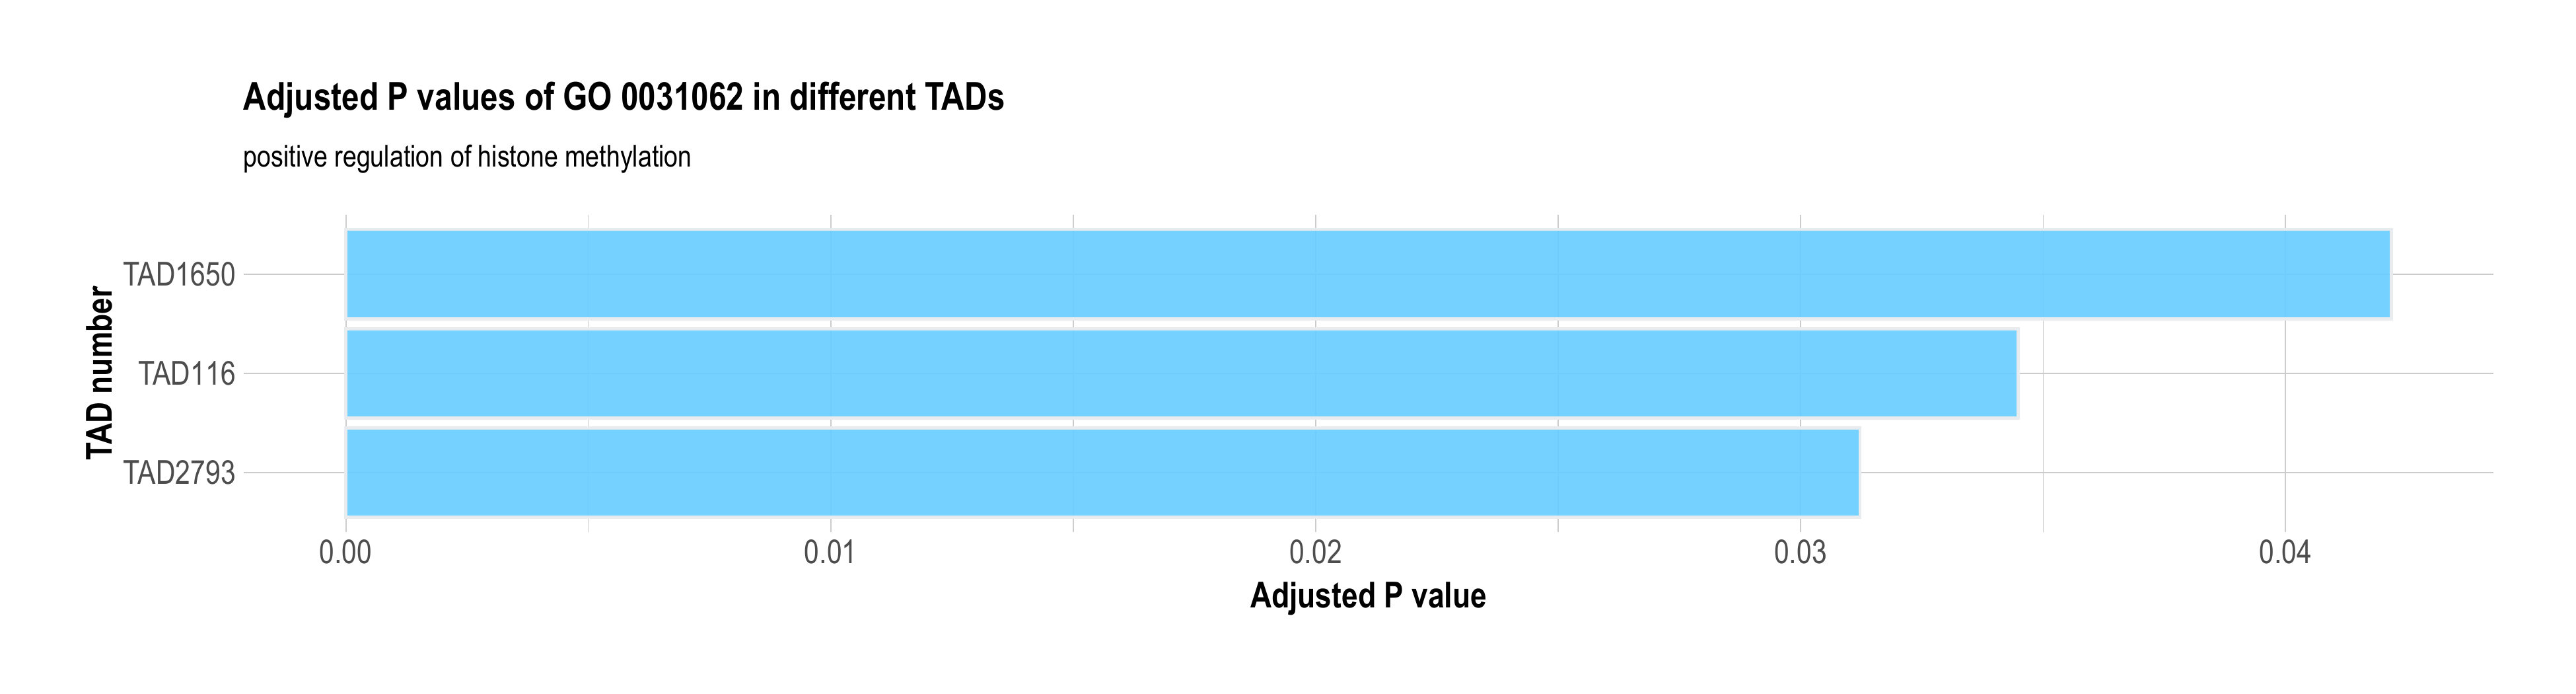 Adjusted P values of GO 0031062 in different TADs
positive regulation of histone methylation
TAD number
TAD1650
TAD116
TAD2793
0.00 0.01 0.02 0.03 0.04
Adjusted P value